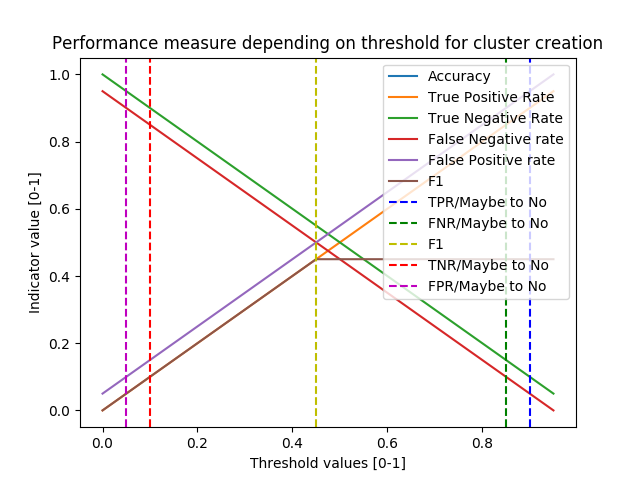 Performance measure depending on threshold for cluster creation
1.0
0.8
0.6
0.4
0.2
0.0
Indicator value [0-1]
Accuracy
True Positive Rate
True Negative Rate
False Negative rate
False Positive rate
F1
TPR/Maybe to No
FNR/Maybe to No
F1
TNR/Maybe to No
FPR/Maybe to No
0.0 0.2 0.4 0.6 0.8
Threshold values [0-1]